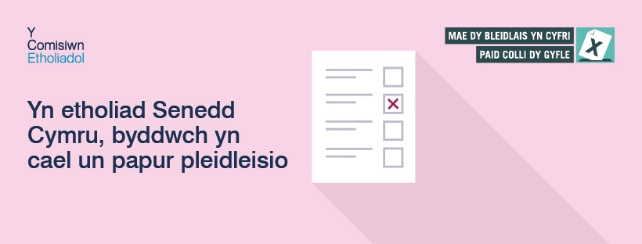 Y
Comisiwn
Etholiadol
MAE DY BLEIDLAIS YN CYFRI
PAID COLLI DY GYFLE
Yn etholiad Senedd
Cymru, byddwch yn
cael un papur pleidleisio